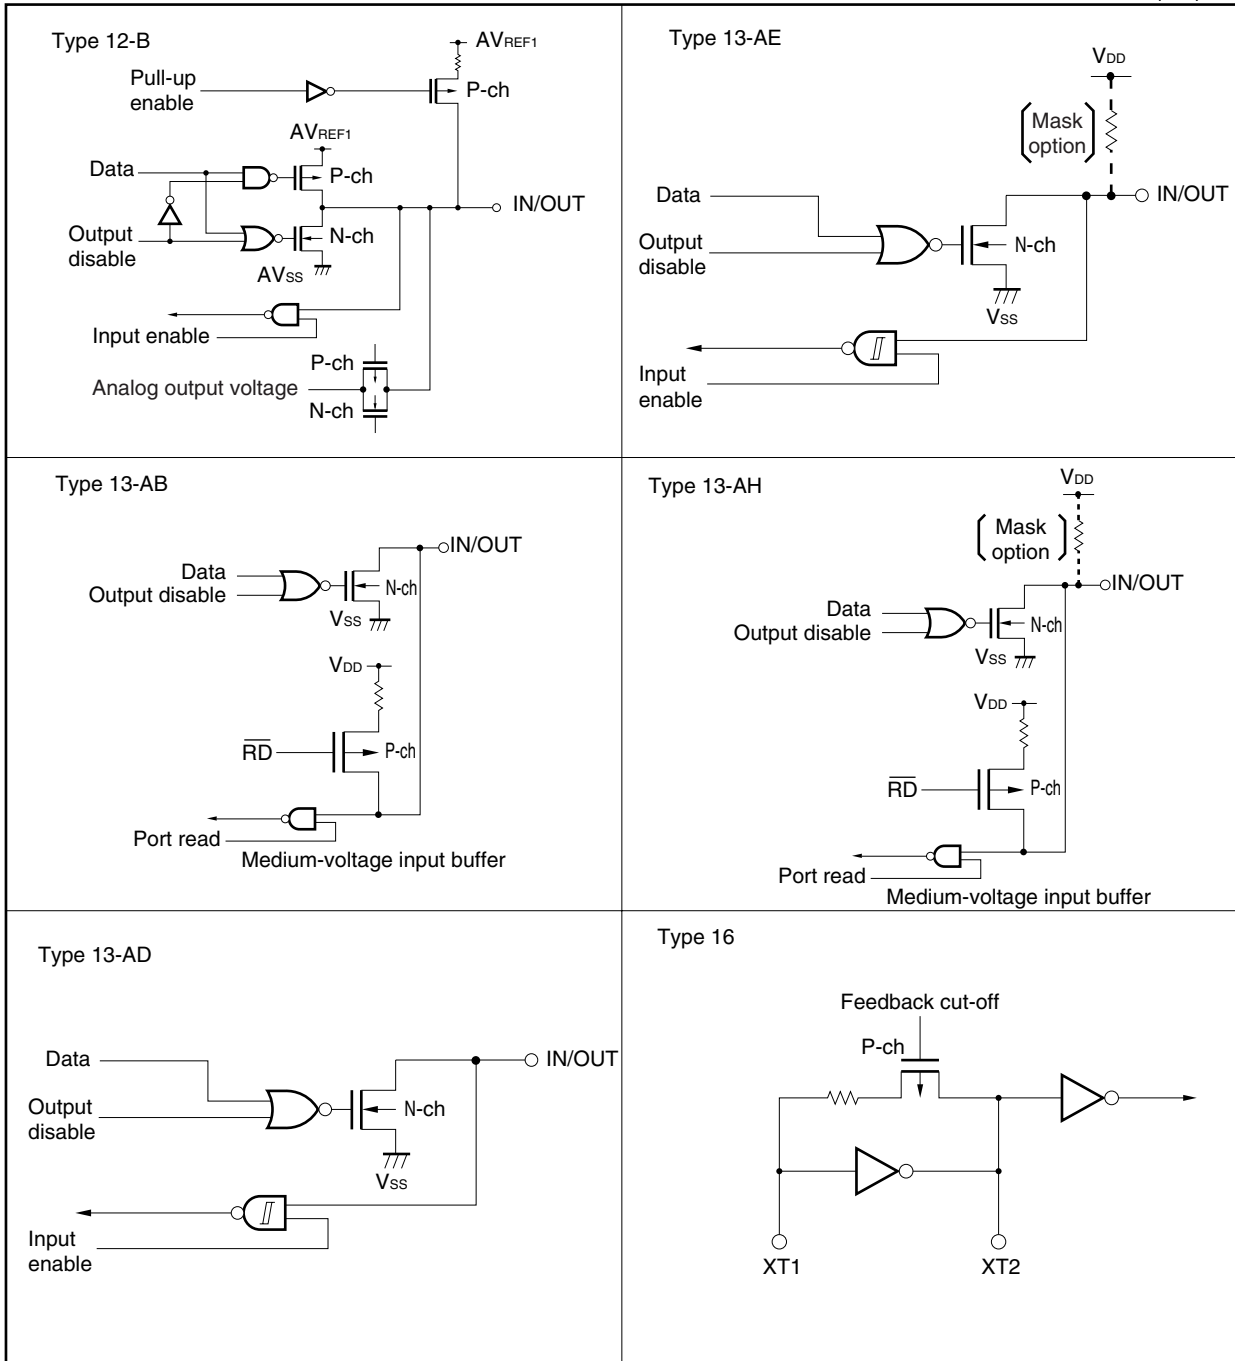 Type 12-B
AVREF1
Pull-up
enable
P-ch
AVREF1
Data
P-ch
IN/OUT
Output
disable
N-ch
AVSS
Input enable
P-ch
Analog output voltage
N-ch
Type 13-AE
VDD
Mask
option
Data
IN/OUT
Output
disable
N-ch
VSS
Input
enable
Type 13-AB
IN/OUT
Data
Output disable
N-ch
VSS
VDD
RD
P-ch
Port read
Medium-voltage input buffer
Type 13-AH
VDD
Mask
option
IN/OUT
Data
Output disable
N-ch
VSS
VDD
RD
P-ch
Port read
Medium-voltage input buffer
Type 13-AD
Data
IN/OUT
Output
disable
N-ch
VSS
Input
enable
Type 16
Feedback cut-off
P-ch
XT1
XT2